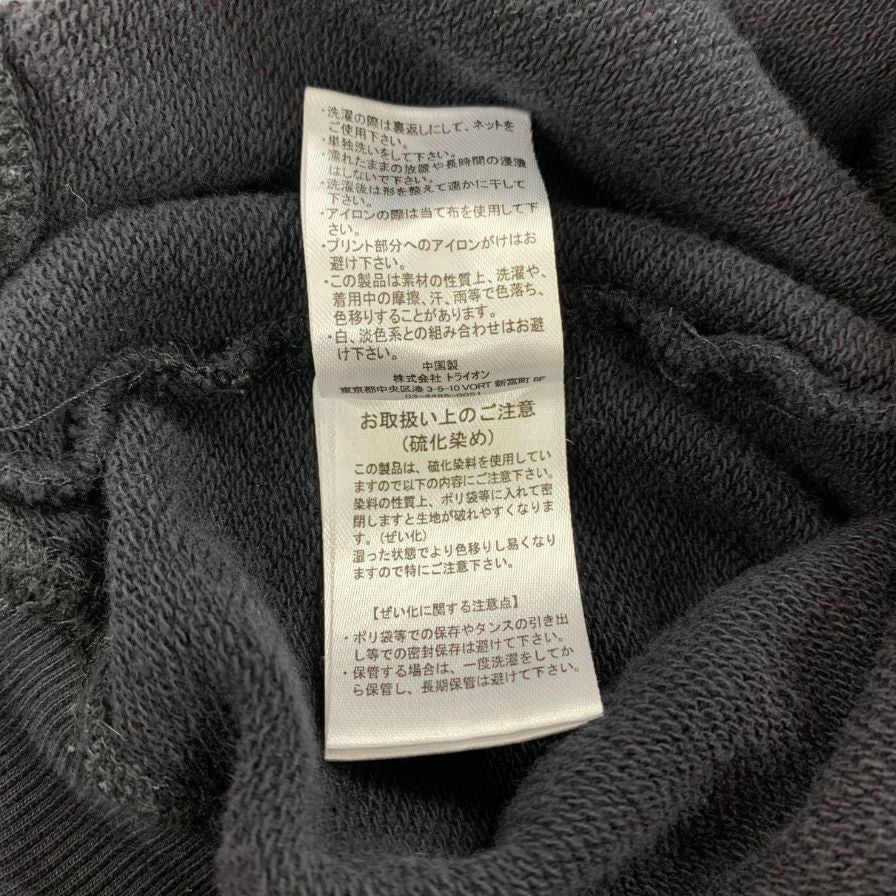 ・洗濯の際は裏返しにして、ネットを
ご使用下さい。
・単独洗いをして下さい。
・濡れたままの放置や長時間の浸漬
はしないで下さい。
・洗濯後は形を整えて速かに干して
下さい。
・アイロンの際は当て布を使用して下
さい。
・プリント部分へのアイロンがけはお
避け下さい。
・この製品は素材の性質上、洗濯や、
着用中の摩擦、汗、雨等で色落ち、
色移りすることがあります。
・白、淡色系との組み合わせはお避
け下さい。
中国製
株式会社 トライオン
東京都中央区湊 3-5-10 VORT 新富町 8F
お取扱い上のご注意
(硫化染め)
この製品は、硫化染料を使用してい
ますので以下の内容にご注意下さい。
染料の性質上、ポリ袋等に入れて密
閉しますと生地が破れやすくなりま
す。(ぜい化)
湿った状態でより色移りし易くなり
ますので特にご注意下さい。
【ぜい化に関する注意点】
・ポリ袋等での保存やタンスの引き出
し等での密封保存は避けて下さい。
・保管する場合は、一度洗濯をしてか
ら保管し、長期保管は避けて下さい。